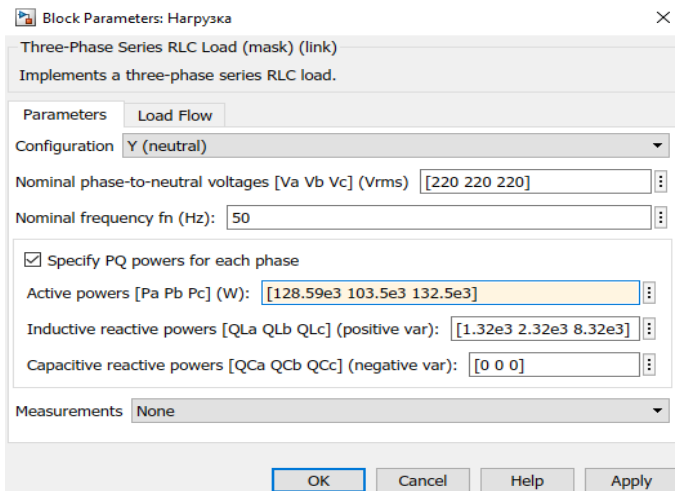 Block Parameters: Нагрузка
Three-Phase Series RLC Load (mask) (link)
Implements a three-phase series RLC load.
Parameters Load Flow
Configuration Y (neutral)
Nominal phase-to-neutral voltages [Va Vb Vc] (Vrms) [220 220 220]
Nominal frequency fn (Hz): 50
Specify PQ powers for each phase
Active powers [Pa Pb Pc] (W): [128.59e3 103.5e3 132.5e3]
Inductive reactive powers [QLa QLb QLc] (positive var): [1.32e3 2.32e3 8.32e3]
Capacitive reactive powers [QCa QCb QCc] (negative var): [0 0 0]
Measurements None
OK Cancel Help Apply